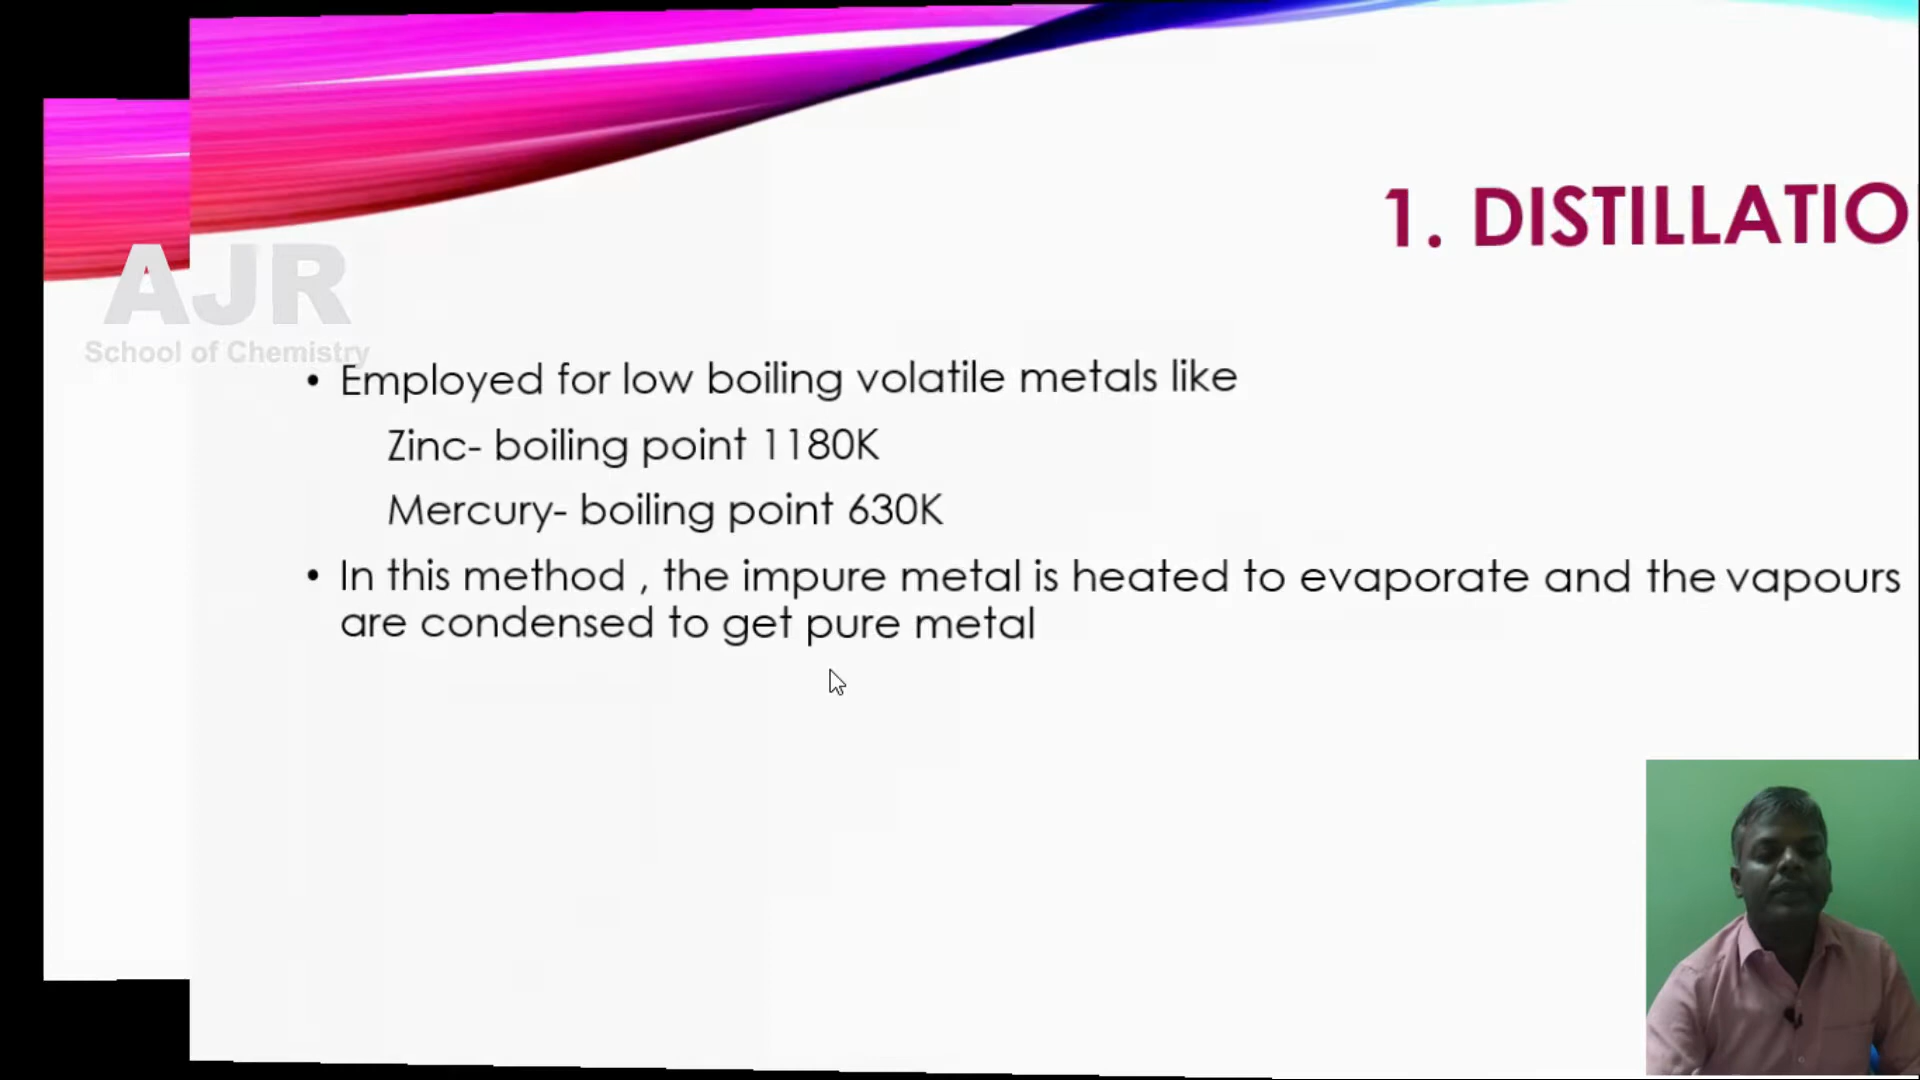 1. DISTILLATIO
AJR
School of Chemistry
• Employed for low boiling volatile metals like
Zinc- boiling point 1180K
Mercury- boiling point 630K
• In this method , the impure metal is heated to evaporate and the vapours
are condensed to get pure metal